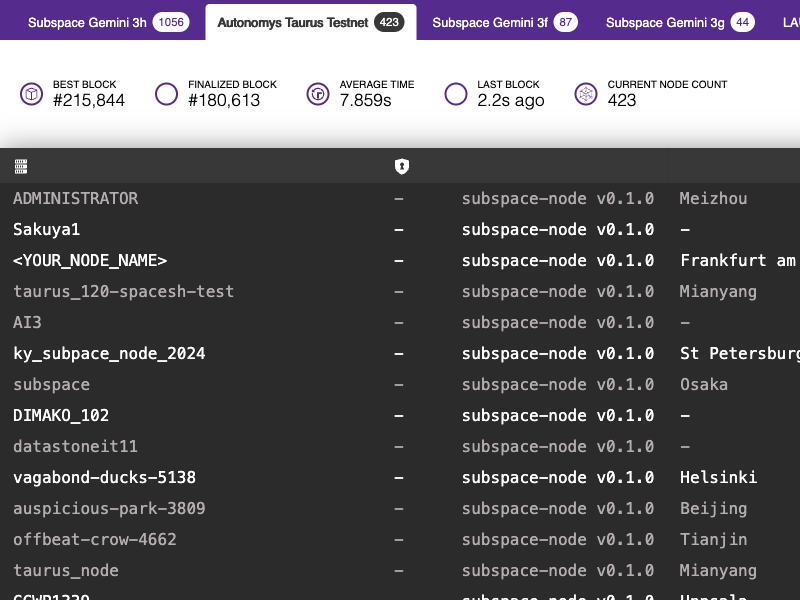 Subspace Gemini 3h 1056 Autonomys Taurus Testnet 423 Subspace Gemini 3f 87 Subspace Gemini 3g 44
BEST BLOCK FINALIZED BLOCK AVERAGE TIME LAST BLOCK CURRENT NODE COUNT
#215,844 #180,613 7.859s 2.2s ago 423
ADMINISTRATOR – subspace-node v0.1.0 Meizhou
Sakuya1 – subspace-node v0.1.0 –
<YOUR_NODE_NAME> – subspace-node v0.1.0 Frankfurt am
taurus_120-spacesh-test – subspace-node v0.1.0 Mianyang
AI3 – subspace-node v0.1.0 –
ky_subpace_node_2024 – subspace-node v0.1.0 St Petersburg
subspace – subspace-node v0.1.0 Osaka
DIMAKO_102 – subspace-node v0.1.0 –
datastoneit11 – subspace-node v0.1.0 –
vagabond-ducks-5138 – subspace-node v0.1.0 Helsinki
auspicious-park-3809 – subspace-node v0.1.0 Beijing
offbeat-crow-4662 – subspace-node v0.1.0 Tianjin
taurus_node – subspace-node v0.1.0 Mianyang
subspace-node v0.1.0 Uppsala